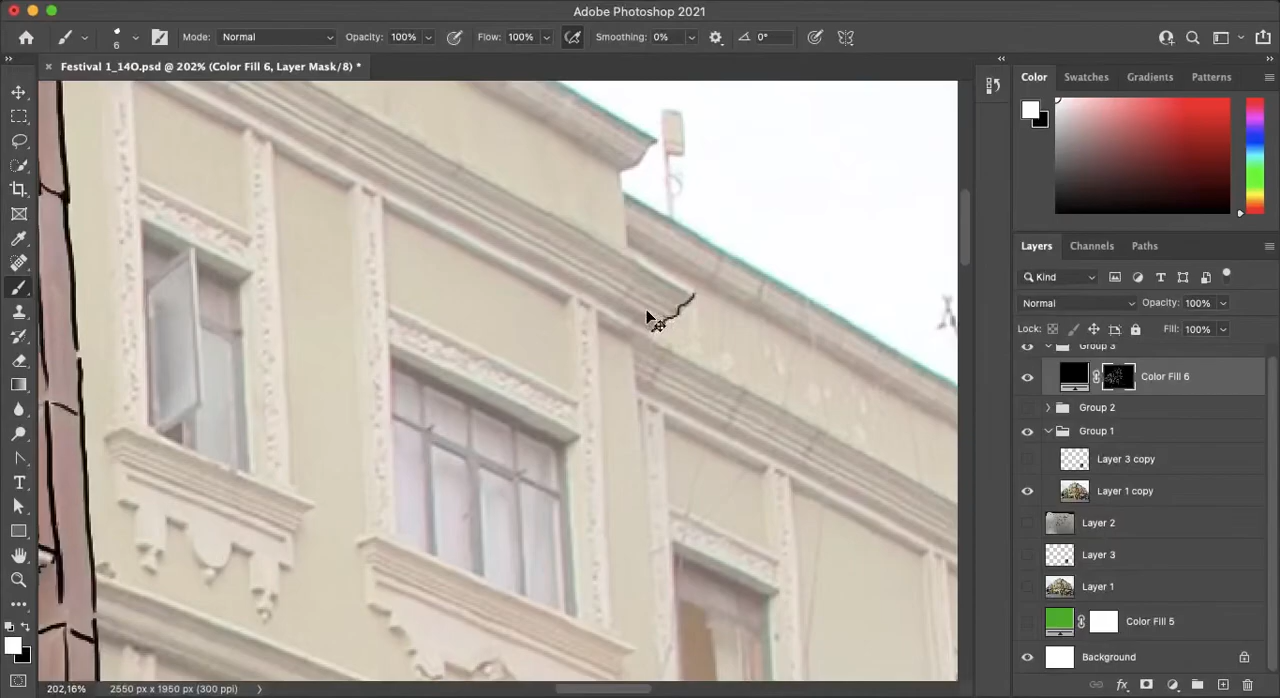 Adobe Photoshop 2021
6
Mode: Normal
Opacity: 100%
Flow: 100%
Smoothing: 0%
0°
Festival 1_14O.psd @ 202% (Color Fill 6, Layer Mask/8) *
Color
Swatches
Gradients
Patterns
Layers
Channels
Paths
Kind
Normal
Opacity: 100%
Lock:
Fill: 100%
Group 3
Color Fill 6
Group 2
Group 1
Layer 3 copy
Layer 1 copy
Layer 2
Layer 3
Layer 1
Color Fill 5
Background
202,16%
2550 px x 1950 px (300 ppi)